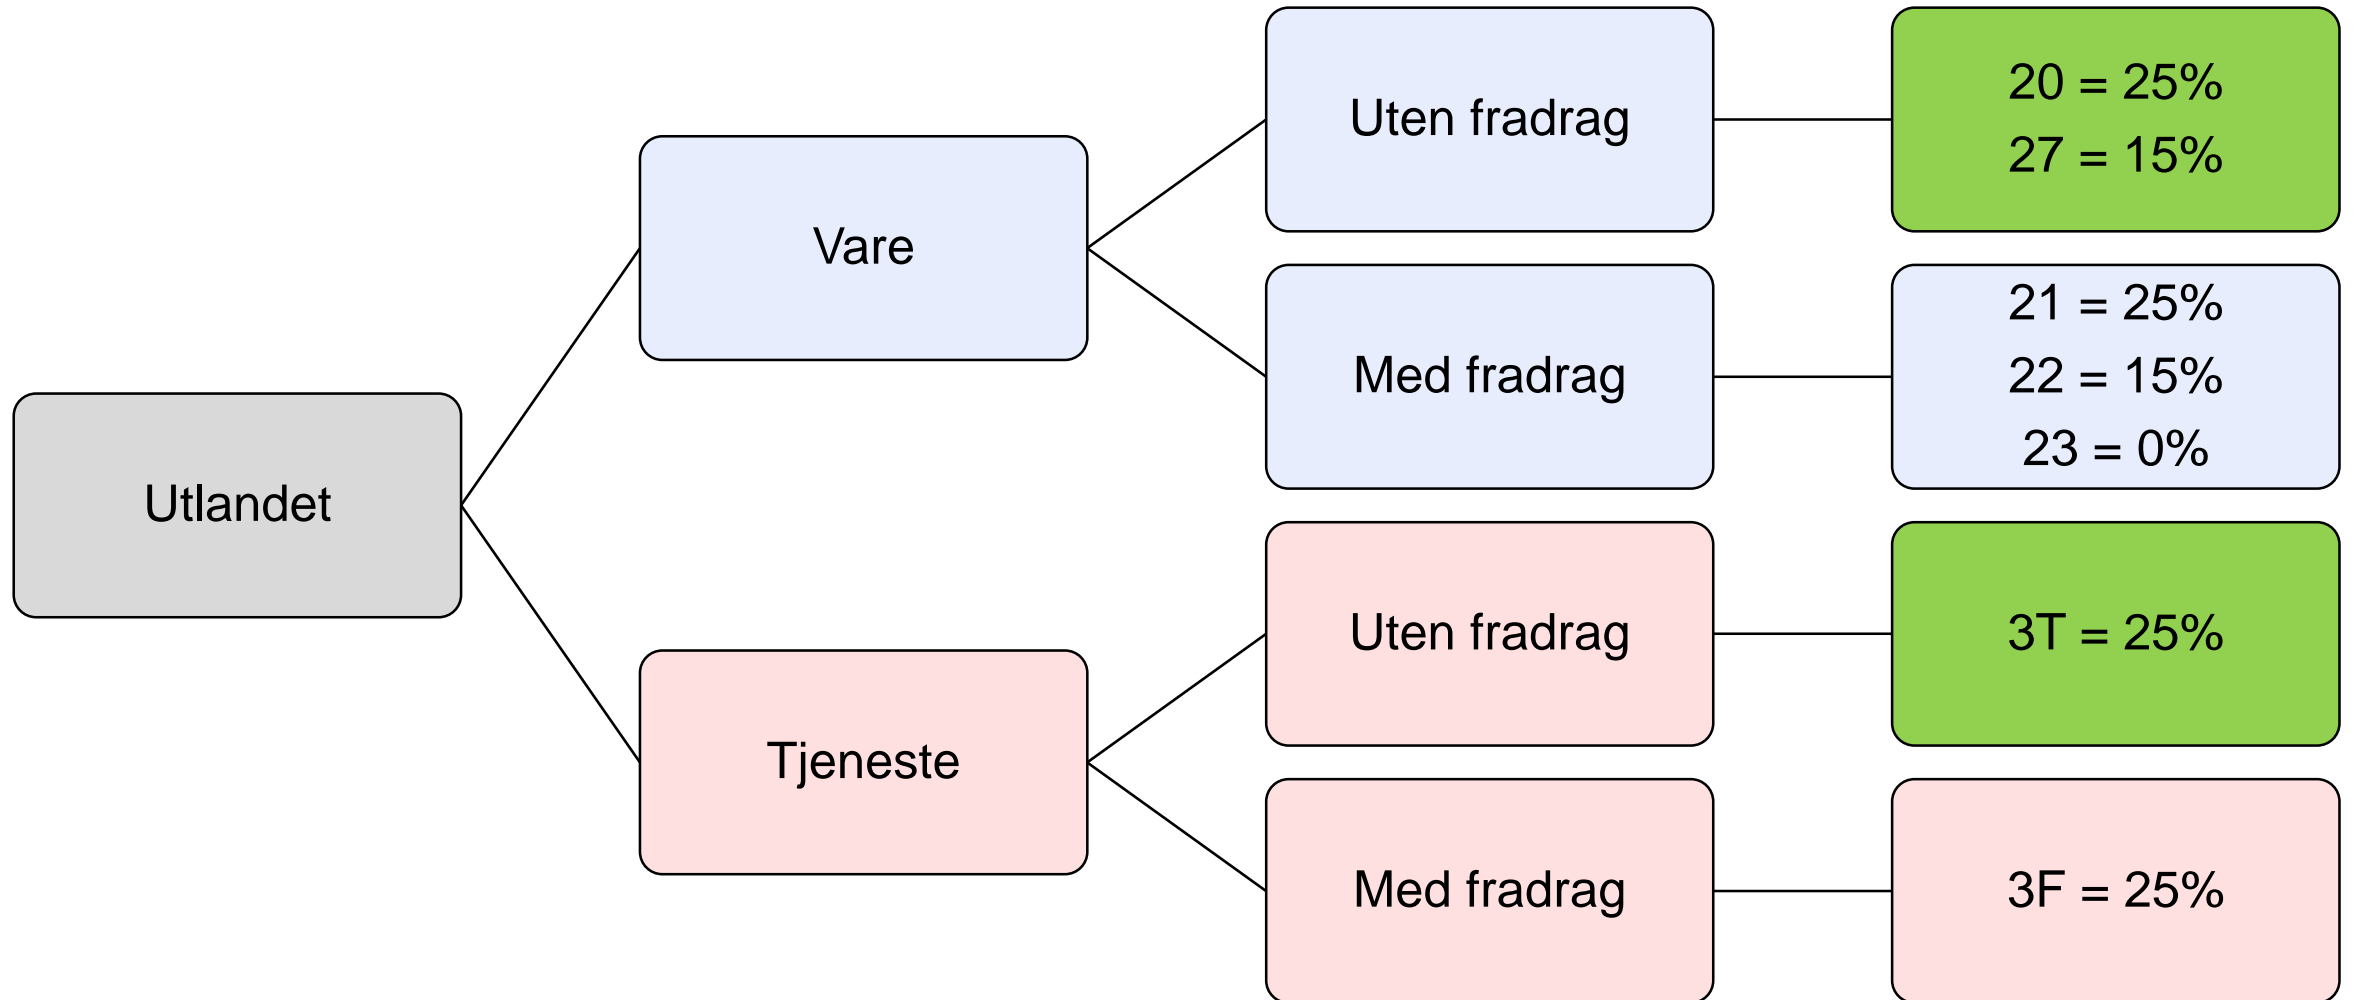 Utlandet
Vare
Uten fradrag
20 = 25%
27 = 15%
Med fradrag
21 = 25%
22 = 15%
23 = 0%
Tjeneste
Uten fradrag
3T = 25%
Med fradrag
3F = 25%